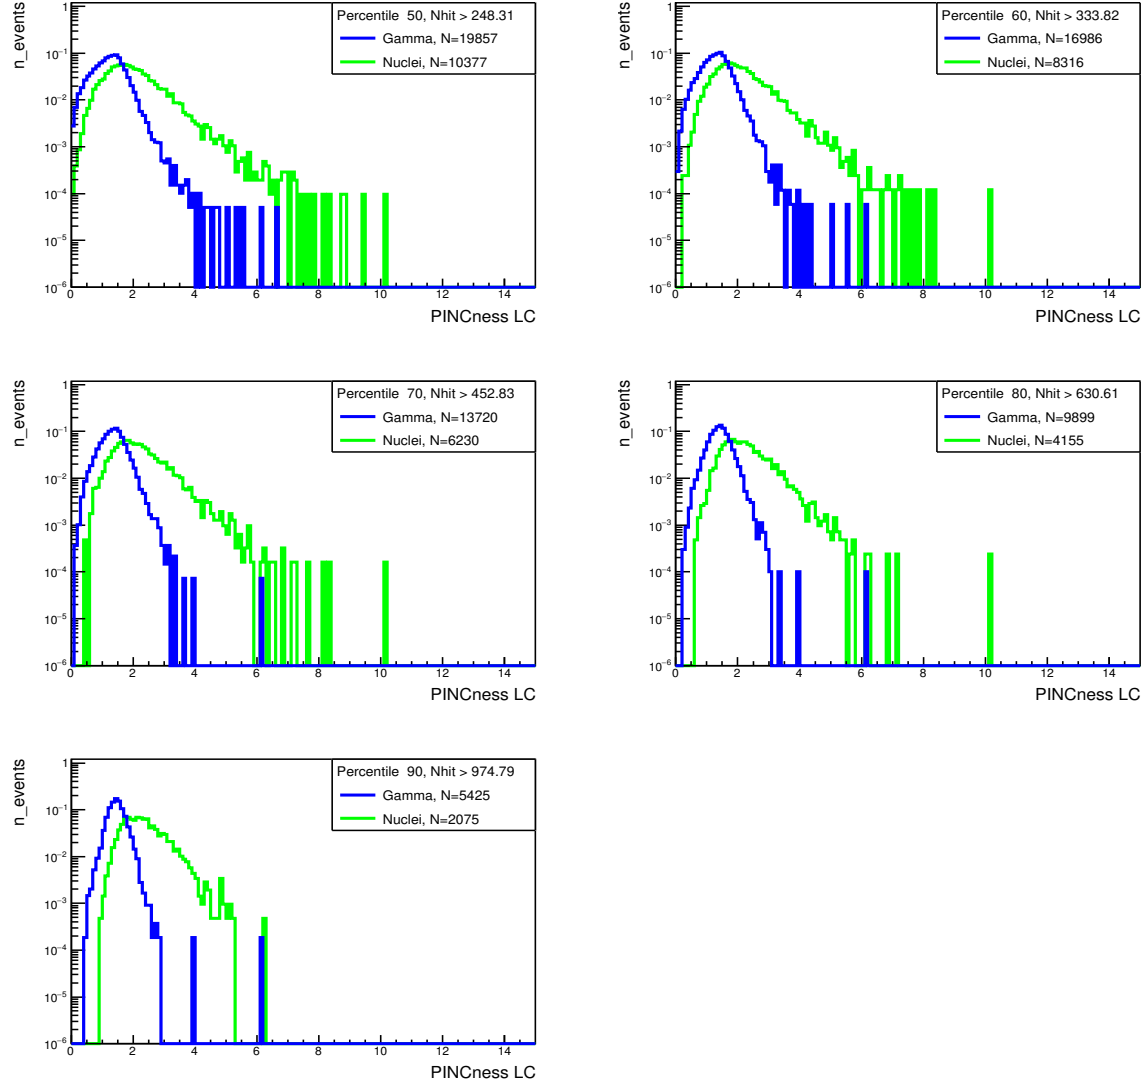 n_events
1
10⁻¹
10⁻²
10⁻³
10⁻⁴
10⁻⁵
10⁻⁶
Percentile 50, Nhit > 248.31
Gamma, N=19857
Nuclei, N=10377
0 2 4 6 8 10 12 14
PINCness LC
n_events
1
10⁻¹
10⁻²
10⁻³
10⁻⁴
10⁻⁵
10⁻⁶
Percentile 60, Nhit > 333.82
Gamma, N=16986
Nuclei, N=8316
0 2 4 6 8 10 12 14
PINCness LC
n_events
1
10⁻¹
10⁻²
10⁻³
10⁻⁴
10⁻⁵
10⁻⁶
Percentile 70, Nhit > 452.83
Gamma, N=13720
Nuclei, N=6230
0 2 4 6 8 10 12 14
PINCness LC
n_events
1
10⁻¹
10⁻²
10⁻³
10⁻⁴
10⁻⁵
10⁻⁶
Percentile 80, Nhit > 630.61
Gamma, N=9899
Nuclei, N=4155
0 2 4 6 8 10 12 14
PINCness LC
n_events
1
10⁻¹
10⁻²
10⁻³
10⁻⁴
10⁻⁵
10⁻⁶
Percentile 90, Nhit > 974.79
Gamma, N=5425
Nuclei, N=2075
0 2 4 6 8 10 12 14
PINCness LC